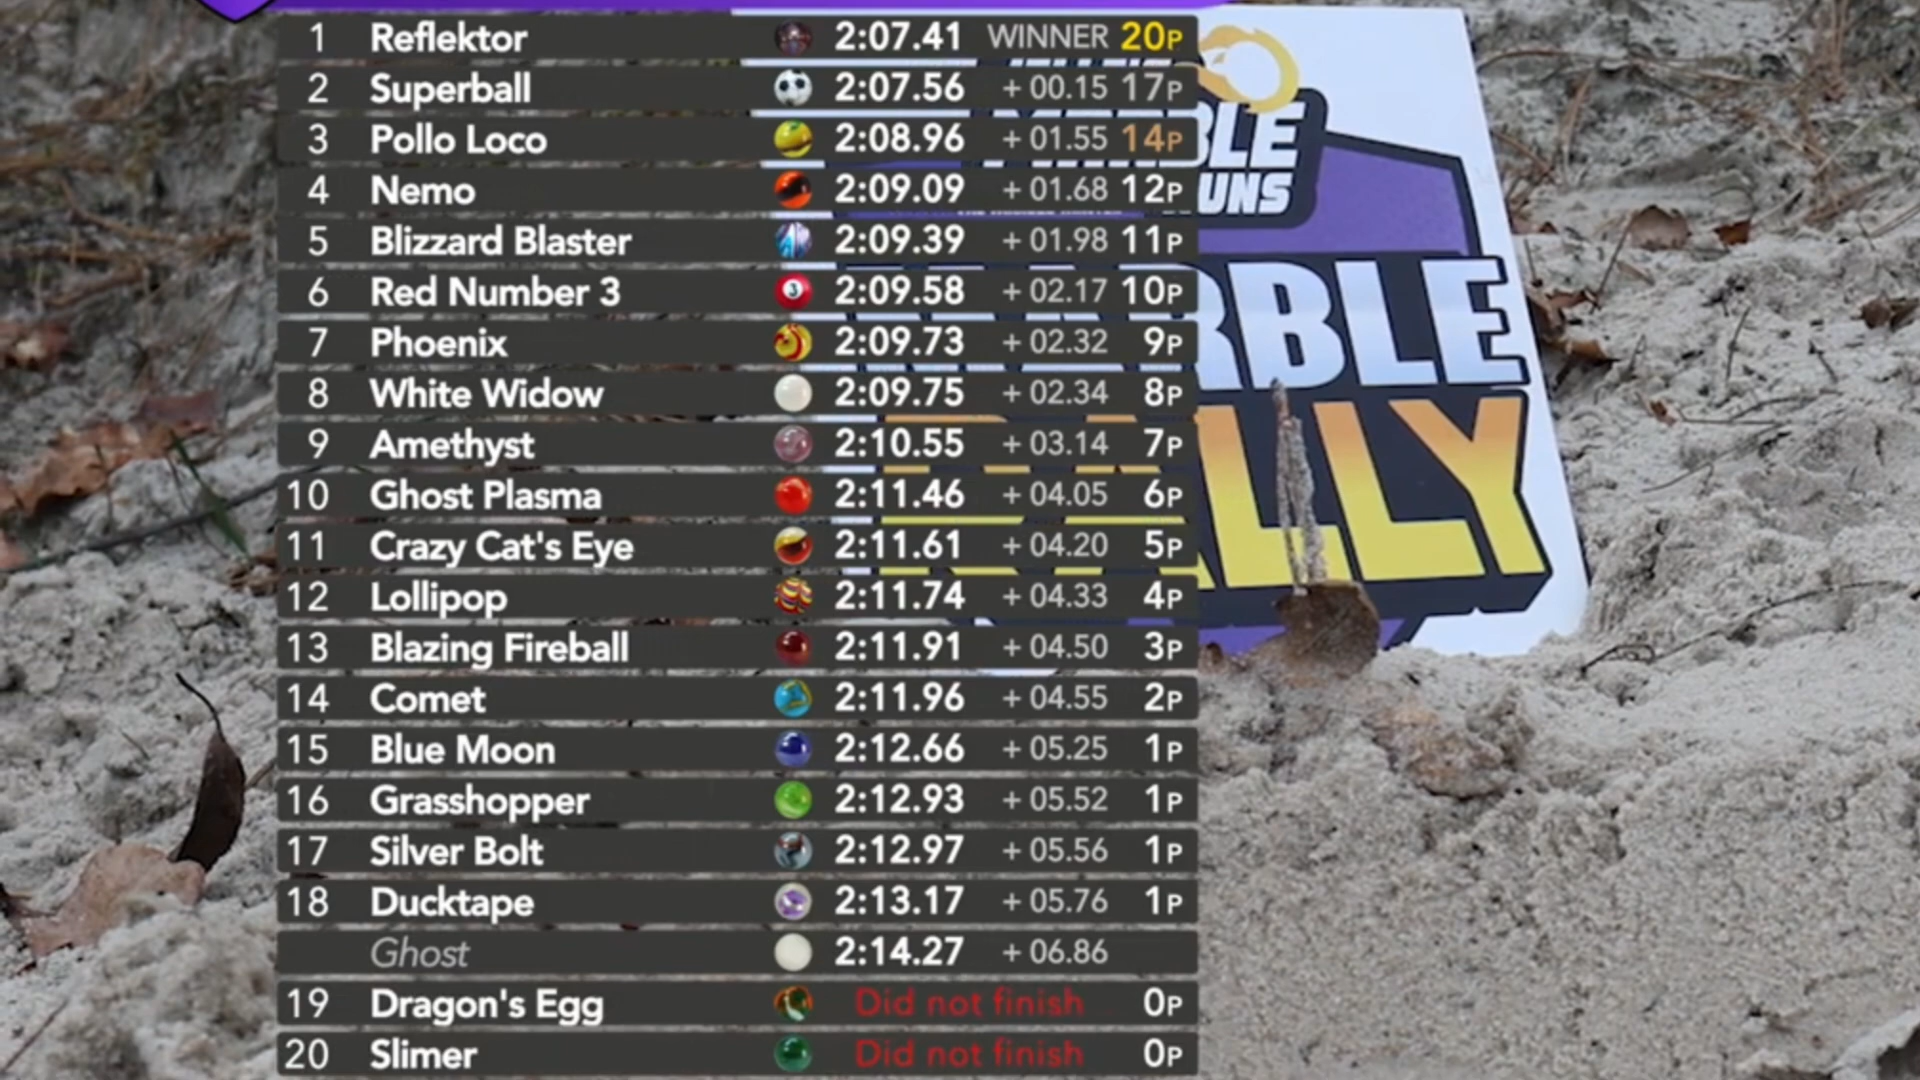 1 Reflektor 2:07.41 WINNER 20P
2 Superball 2:07.56 + 00.15 17P
3 Pollo Loco 2:08.96 + 01.55 14P
4 Nemo 2:09.09 + 01.68 12P
5 Blizzard Blaster 2:09.39 + 01.98 11P
6 Red Number 3 3 2:09.58 + 02.17 10P
7 Phoenix 2:09.73 + 02.32 9P
8 White Widow 2:09.75 + 02.34 8P
9 Amethyst 2:10.55 + 03.14 7P
10 Ghost Plasma 2:11.46 + 04.05 6P
11 Crazy Cat's Eye 2:11.61 + 04.20 5P
12 Lollipop 2:11.74 + 04.33 4P
13 Blazing Fireball 2:11.91 + 04.50 3P
14 Comet 2:11.96 + 04.55 2P
15 Blue Moon 2:12.66 + 05.25 1P
16 Grasshopper 2:12.93 + 05.52 1P
17 Silver Bolt 2:12.97 + 05.56 1P
18 Ducktape 2:13.17 + 05.76 1P
Ghost 2:14.27 + 06.86
19 Dragon's Egg Did not finish 0P
20 Slimer Did not finish 0P